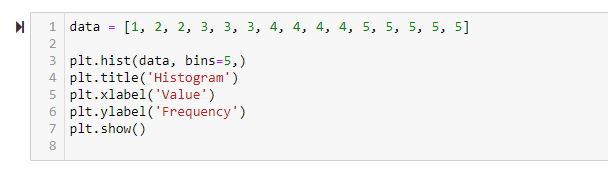 1 data = [1, 2, 2, 3, 3, 3, 4, 4, 4, 4, 5, 5, 5, 5, 5]
2
3 plt.hist(data, bins=5,)
4 plt.title('Histogram')
5 plt.xlabel('Value')
6 plt.ylabel('Frequency')
7 plt.show()
8